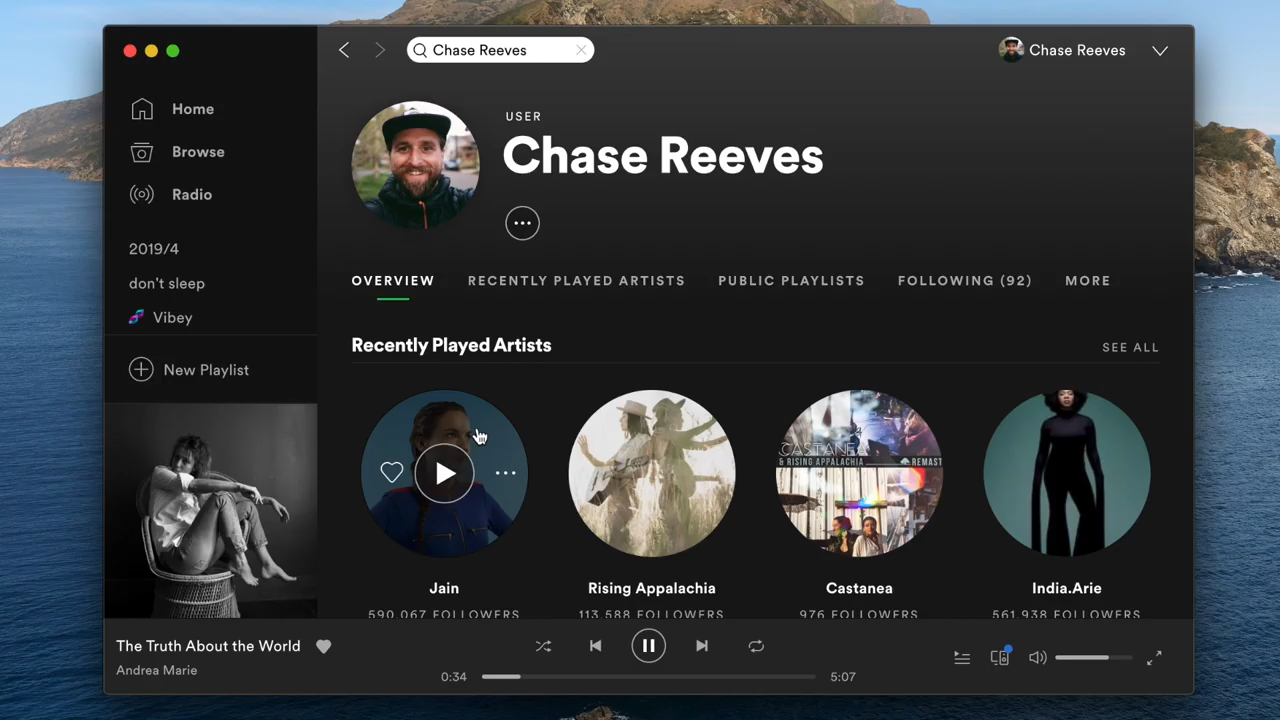 Chase Reeves
Chase Reeves
Home
Browse
Radio
2019/4
don't sleep
Vibey
New Playlist
USER
Chase Reeves
OVERVIEW
RECENTLY PLAYED ARTISTS
PUBLIC PLAYLISTS
FOLLOWING (92)
MORE
Recently Played Artists
SEE ALL
CASTANEA
& RISING APPALACHIA
REMAST
Jain
Rising Appalachia
Castanea
India.Arie
590,067 FOLLOWERS
113,588 FOLLOWERS
976 FOLLOWERS
561,938 FOLLOWERS
The Truth About the World
Andrea Marie
0:34
5:07